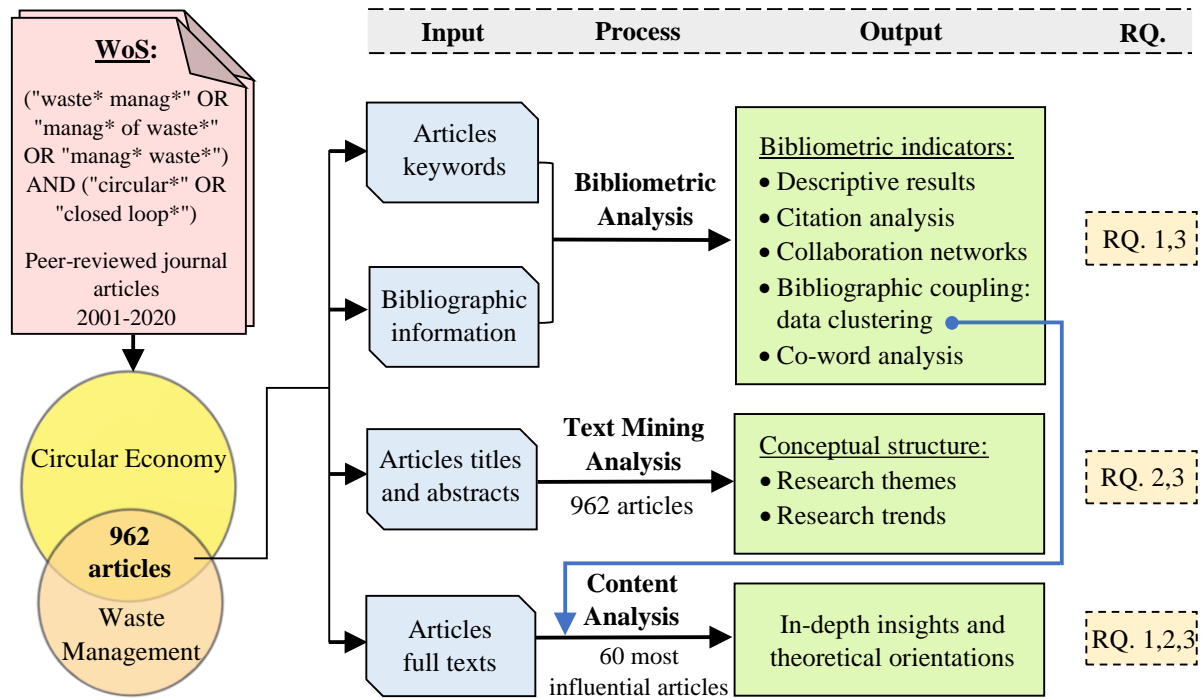 WoS:
("waste* manag*" OR
"manag* of waste*"
OR "manag* waste*")
AND ("circular*" OR
"closed loop*")
Peer-reviewed journal
articles
2001-2020
Circular Economy
962
articles
Waste
Management
Input
Process
Output
RQ.
Articles
keywords
Bibliographic
information
Bibliometric
Analysis
Bibliometric indicators:
• Descriptive results
• Citation analysis
• Collaboration networks
• Bibliographic coupling:
data clustering
• Co-word analysis
RQ. 1,3
Articles titles
and abstracts
Text Mining
Analysis
962 articles
Conceptual structure:
• Research themes
• Research trends
RQ. 2,3
Articles
full texts
Content
Analysis
60 most
influential articles
In-depth insights and
theoretical orientations
RQ. 1,2,3